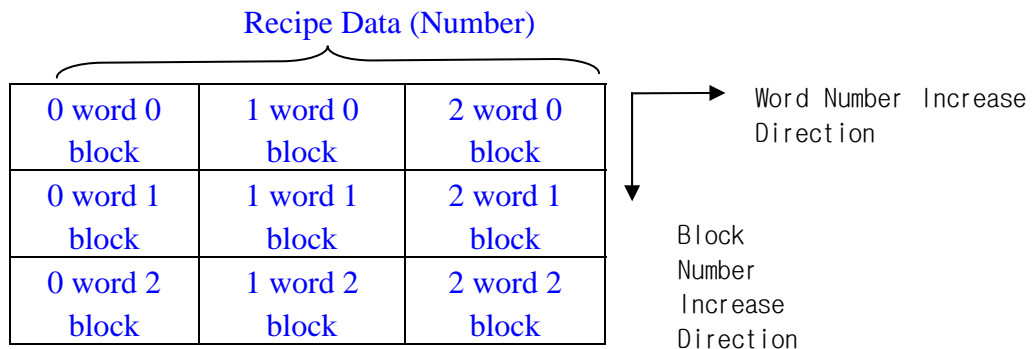 Recipe Data (Number)
0 word 0
block
1 word 0
block
2 word 0
block
Word Number Increase
Direction
0 word 1
block
1 word 1
block
2 word 1
block
0 word 2
block
1 word 2
block
2 word 2
block
Block
Number
Increase
Direction